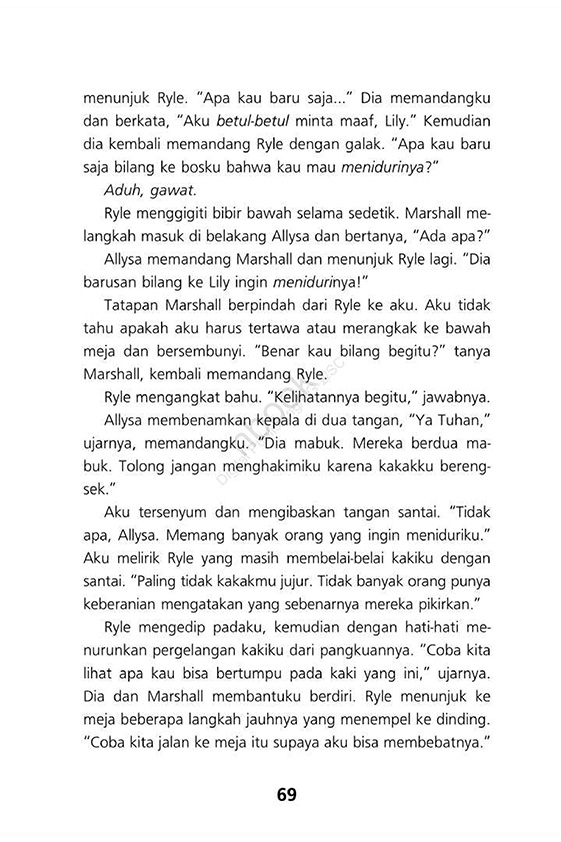 menunjuk Ryle. “Apa kau baru saja...” Dia memandangku
dan berkata, “Aku betul-betul minta maaf, Lily.” Kemudian
dia kembali memandang Ryle dengan galak. “Apa kau baru
saja bilang ke bosku bahwa kau mau menidurinya?”
Aduh, gawat.
Ryle menggigiti bibir bawah selama sedetik. Marshall me-
langkah masuk di belakang Allysa dan bertanya, “Ada apa?”
Allysa memandang Marshall dan menunjuk Ryle lagi. “Dia
barusan bilang ke Lily ingin menidurinya!”
Tatapan Marshall berpindah dari Ryle ke aku. Aku tidak
tahu apakah aku harus tertawa atau merangkak ke bawah
meja dan bersembunyi. “Benar kau bilang begitu?” tanya
Marshall, kembali memandang Ryle.
Ryle mengangkat bahu. “Kelihatannya begitu,” jawabnya.
Allysa membenamkan kepala di dua tangan, “Ya Tuhan,”
ujarnya, memandangku. “Dia mabuk. Mereka berdua ma-
buk. Tolong jangan menghakimiku karena kakakku bereng-
sek.”
Aku tersenyum dan mengibaskan tangan santai. “Tidak
apa, Allysa. Memang banyak orang yang ingin meniduriku.”
Aku melirik Ryle yang masih membelai-belai kakiku dengan
santai. “Paling tidak kakakmu jujur. Tidak banyak orang punya
keberanian mengatakan yang sebenarnya mereka pikirkan.”
Ryle mengedip padaku, kemudian dengan hati-hati me-
nurunkan pergelangan kakiku dari pangkuannya. “Coba kita
lihat apa kau bisa bertumpu pada kaki yang ini,” ujarnya.
Dia dan Marshall membantuku berdiri. Ryle menunjuk ke
meja beberapa langkah jauhnya yang menempel ke dinding.
“Coba kita jalan ke meja itu supaya aku bisa membebatnya.”
69